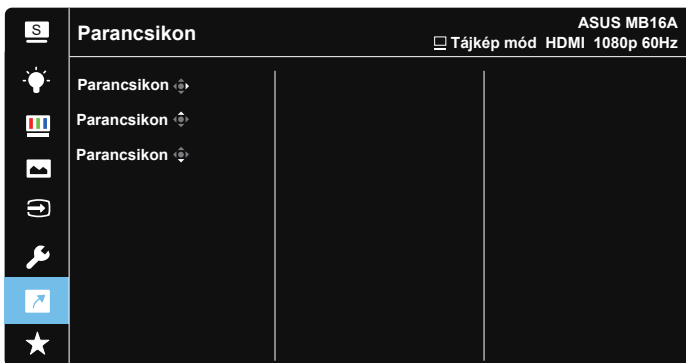 S
Parancsikon
ASUS MB16A
Tájkép mód HDMI 1080p 60Hz
Parancsikon
Parancsikon
Parancsikon